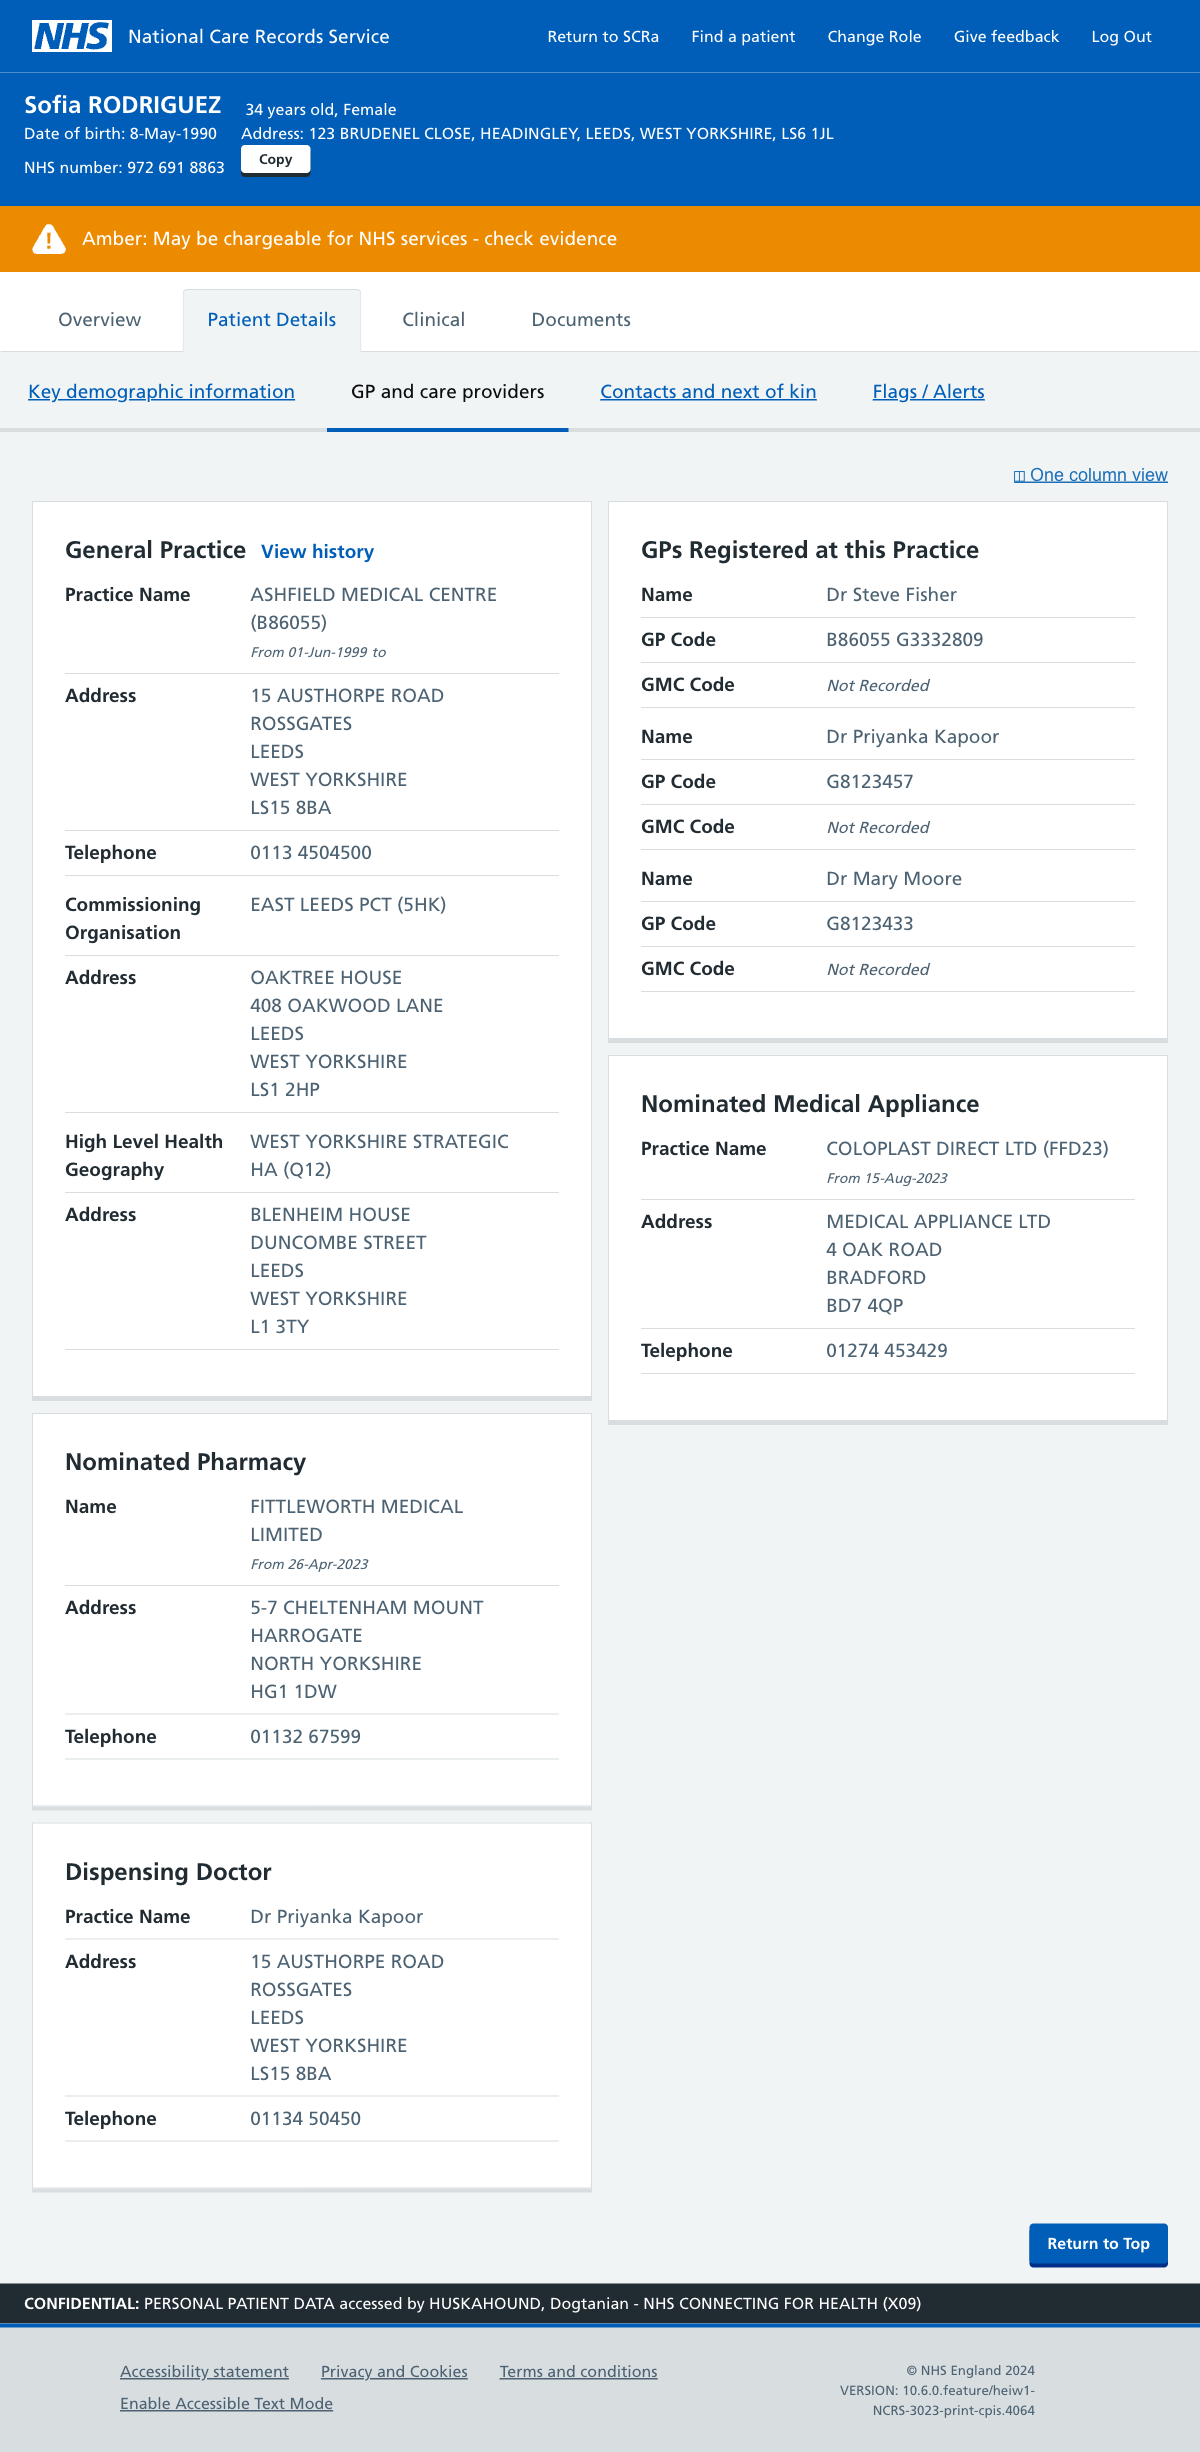 NHS National Care Records Service
Return to SCRa Find a patient Change Role Give feedback Log Out
Sofia RODRIGUEZ 34 years old, Female
Date of birth: 8-May-1990 Address: 123 BRUDENEL CLOSE, HEADINGLEY, LEEDS, WEST YORKSHIRE, LS6 1JL
NHS number: 972 691 8863 Copy
Amber: May be chargeable for NHS services - check evidence
Overview Patient Details Clinical Documents
Key demographic information GP and care providers Contacts and next of kin Flags / Alerts
One column view
General Practice View history
Practice Name ASHFIELD MEDICAL CENTRE
(B86055)
From 01-Jun-1999 to
Address 15 AUSTHORPE ROAD
ROSSGATES
LEEDS
WEST YORKSHIRE
LS15 8BA
Telephone 0113 4504500
Commissioning EAST LEEDS PCT (5HK)
Organisation
Address OAKTREE HOUSE
408 OAKWOOD LANE
LEEDS
WEST YORKSHIRE
LS1 2HP
High Level Health WEST YORKSHIRE STRATEGIC
Geography HA (Q12)
Address BLENHEIM HOUSE
DUNCOMBE STREET
LEEDS
WEST YORKSHIRE
L1 3TY
Nominated Pharmacy
Name FITTLEWORTH MEDICAL
LIMITED
From 26-Apr-2023
Address 5-7 CHELTENHAM MOUNT
HARROGATE
NORTH YORKSHIRE
HG1 1DW
Telephone 01132 67599
Dispensing Doctor
Practice Name Dr Priyanka Kapoor
Address 15 AUSTHORPE ROAD
ROSSGATES
LEEDS
WEST YORKSHIRE
LS15 8BA
Telephone 01134 50450
GPs Registered at this Practice
Name Dr Steve Fisher
GP Code B86055 G3332809
GMC Code Not Recorded
Name Dr Priyanka Kapoor
GP Code G8123457
GMC Code Not Recorded
Name Dr Mary Moore
GP Code G8123433
GMC Code Not Recorded
Nominated Medical Appliance
Practice Name COLOPLAST DIRECT LTD (FFD23)
From 15-Aug-2023
Address MEDICAL APPLIANCE LTD
4 OAK ROAD
BRADFORD
BD7 4QP
Telephone 01274 453429
Return to Top
CONFIDENTIAL: PERSONAL PATIENT DATA accessed by HUSKAHOUND, Dogtanian - NHS CONNECTING FOR HEALTH (X09)
Accessibility statement Privacy and Cookies Terms and conditions
Enable Accessible Text Mode
© NHS England 2024
VERSION: 10.6.0.feature/heiw1-
NCRS-3023-print-cpis.4064